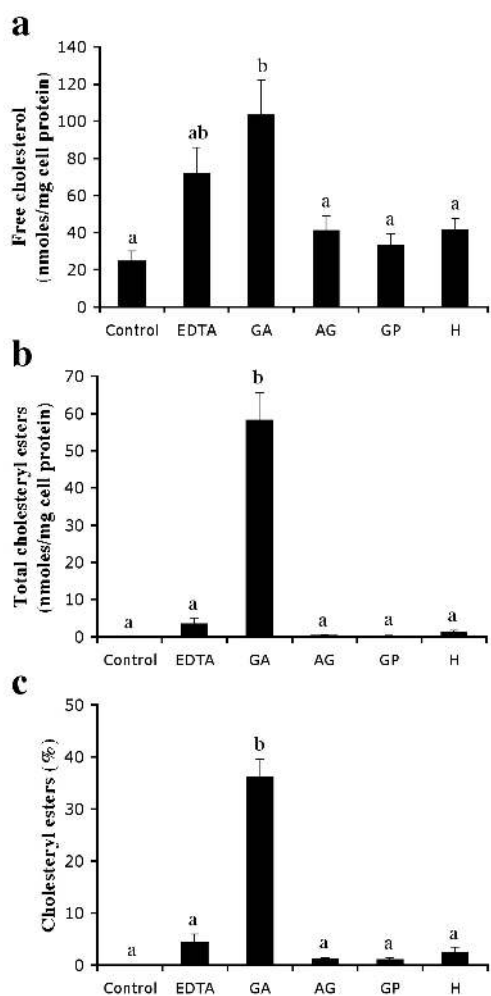 a
Free cholesterol
(nmoles/mg cell protein)
140
120
100
80
60
40
20
0
a
ab
b
a
a
a
Control EDTA GA AG GP H
b
Total cholesteryl esters
(nmoles/mg cell protein)
70
60
50
40
30
20
10
0
a
a
b
a
a
a
Control EDTA GA AG GP H
c
Cholesteryl esters (%)
50
40
30
20
10
0
a
a
b
a
a
a
Control EDTA GA AG GP H